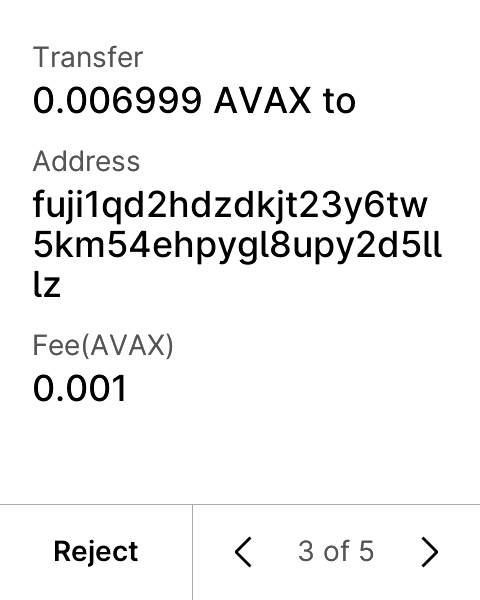 Transfer
0.006999 AVAX to
Address
fuji1qd2hdzdkjt23y6tw
5km54ehpygl8upy2d5ll
lz
Fee(AVAX)
0.001
Reject
3 of 5